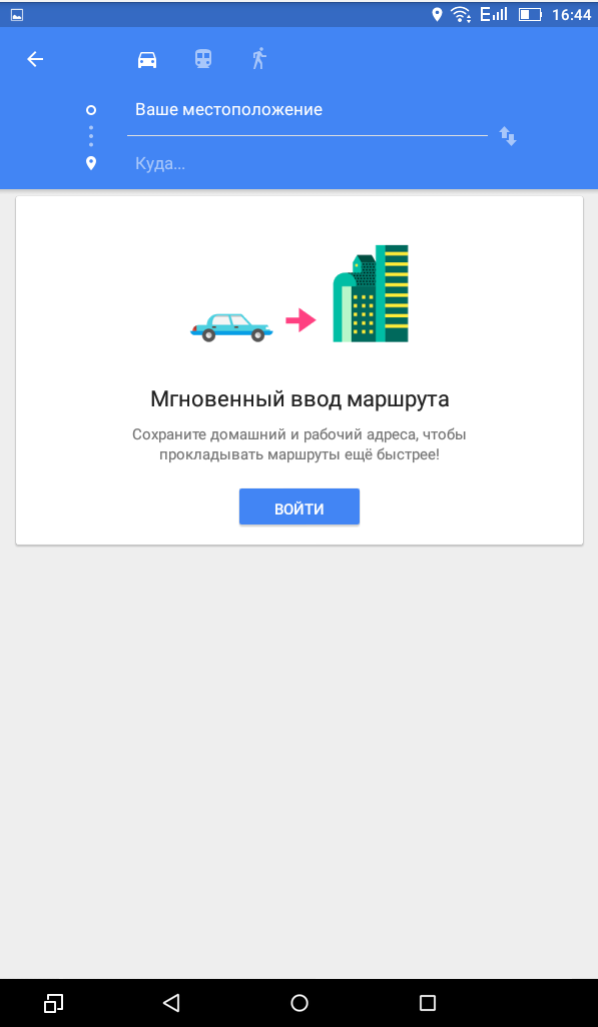 E 16:44
Ваше местоположение
Куда...
Мгновенный ввод маршрута
Сохраните домашний и рабочий адреса, чтобы
прокладывать маршруты ещё быстрее!
ВОЙТИ